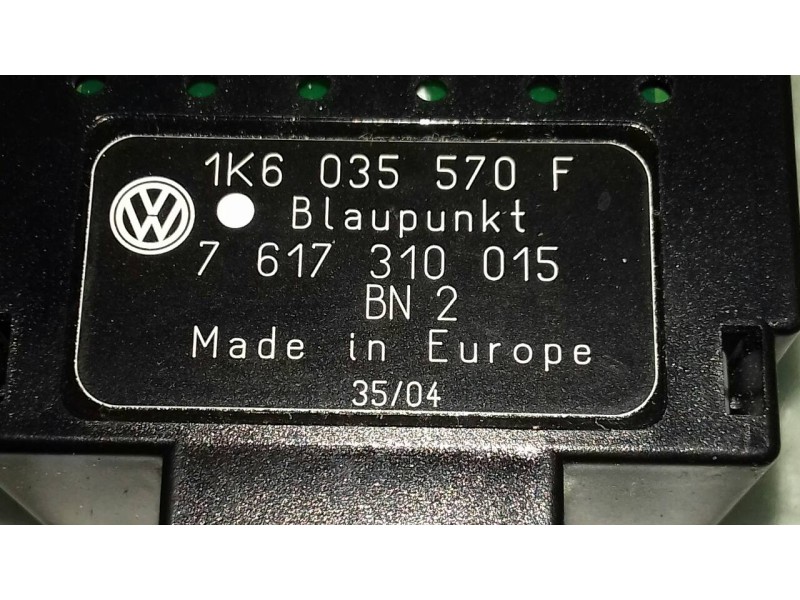 1K6 035 570 F
Blaupunkt
7 617 310 015
BN 2
Made in Europe
35/04